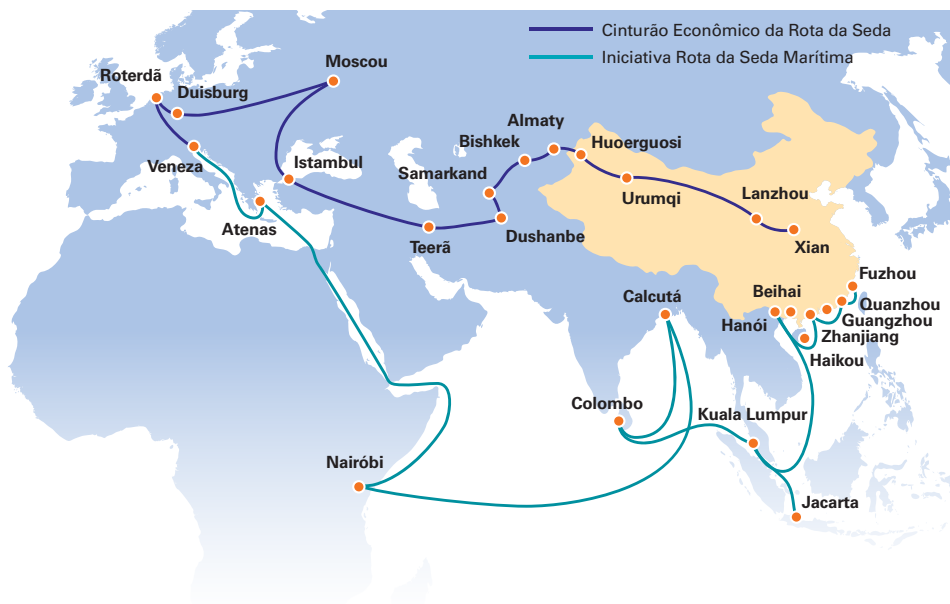 Cinturão Econômico da Rota da Seda
Iniciativa Rota da Seda Marítima
Moscou
Roterdã
Duisburg
Almaty
Bishkek
Huoerguosi
Veneza
Istambul
Samarkand
Urumqi
Lanzhou
Atenas
Teerã
Dushanbe
Xian
Fuzhou
Beihai
Calcutá
Quanzhou
Hanói
Guangzhou
Zhanjiang
Haikou
Colombo
Kuala Lumpur
Nairóbi
Jacarta